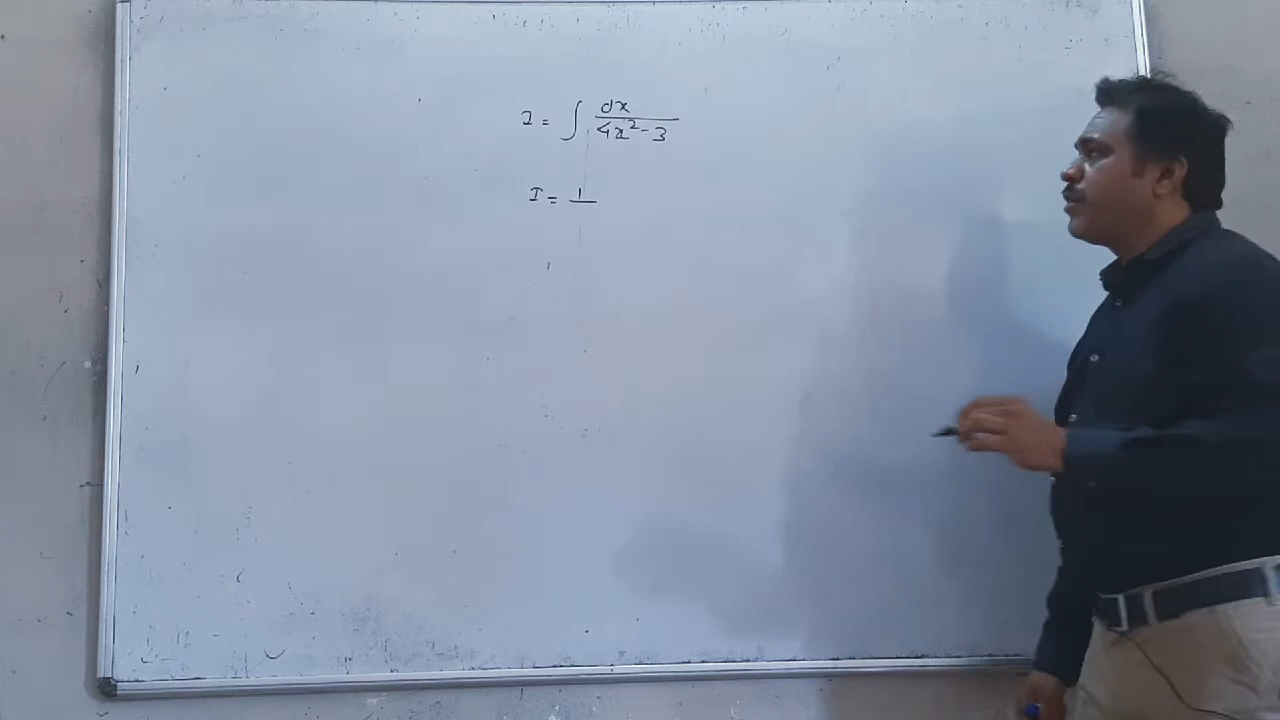 I = ∫ dx / 4x² - 3
I = 1 /